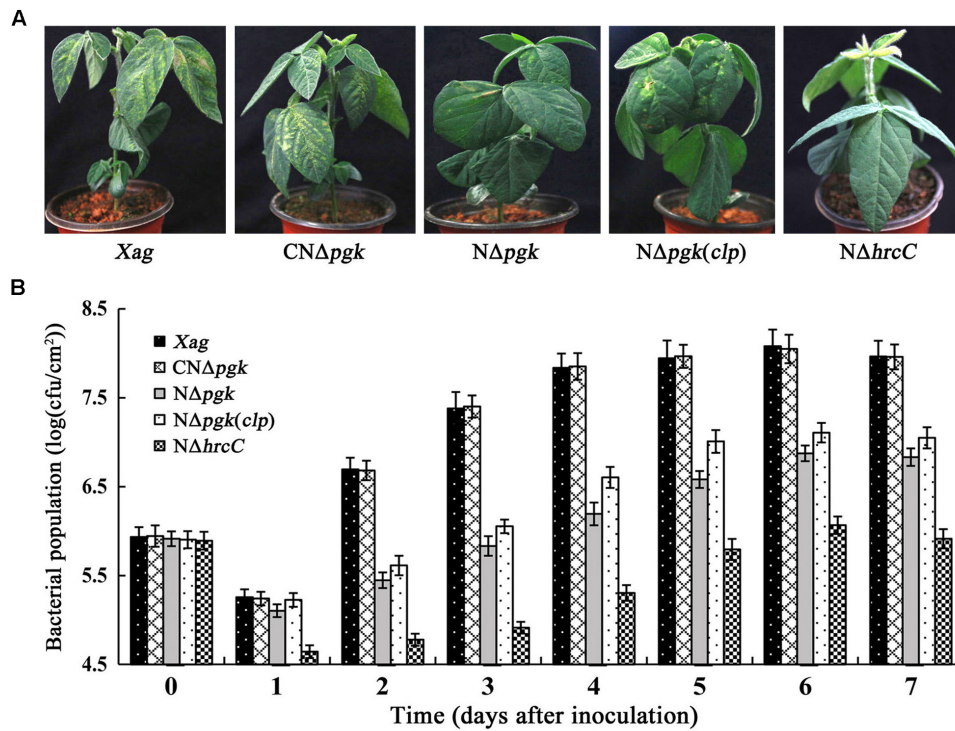 A
Xag
CNΔpgk
NΔpgk
NΔpgk(clp)
NΔhrcC
B
Bacterial population (log(cfu/cm²))
8.5
7.5
6.5
5.5
4.5
Xag
CNΔpgk
NΔpgk
NΔpgk(clp)
NΔhrcC
0 1 2 3 4 5 6 7
Time (days after inoculation)